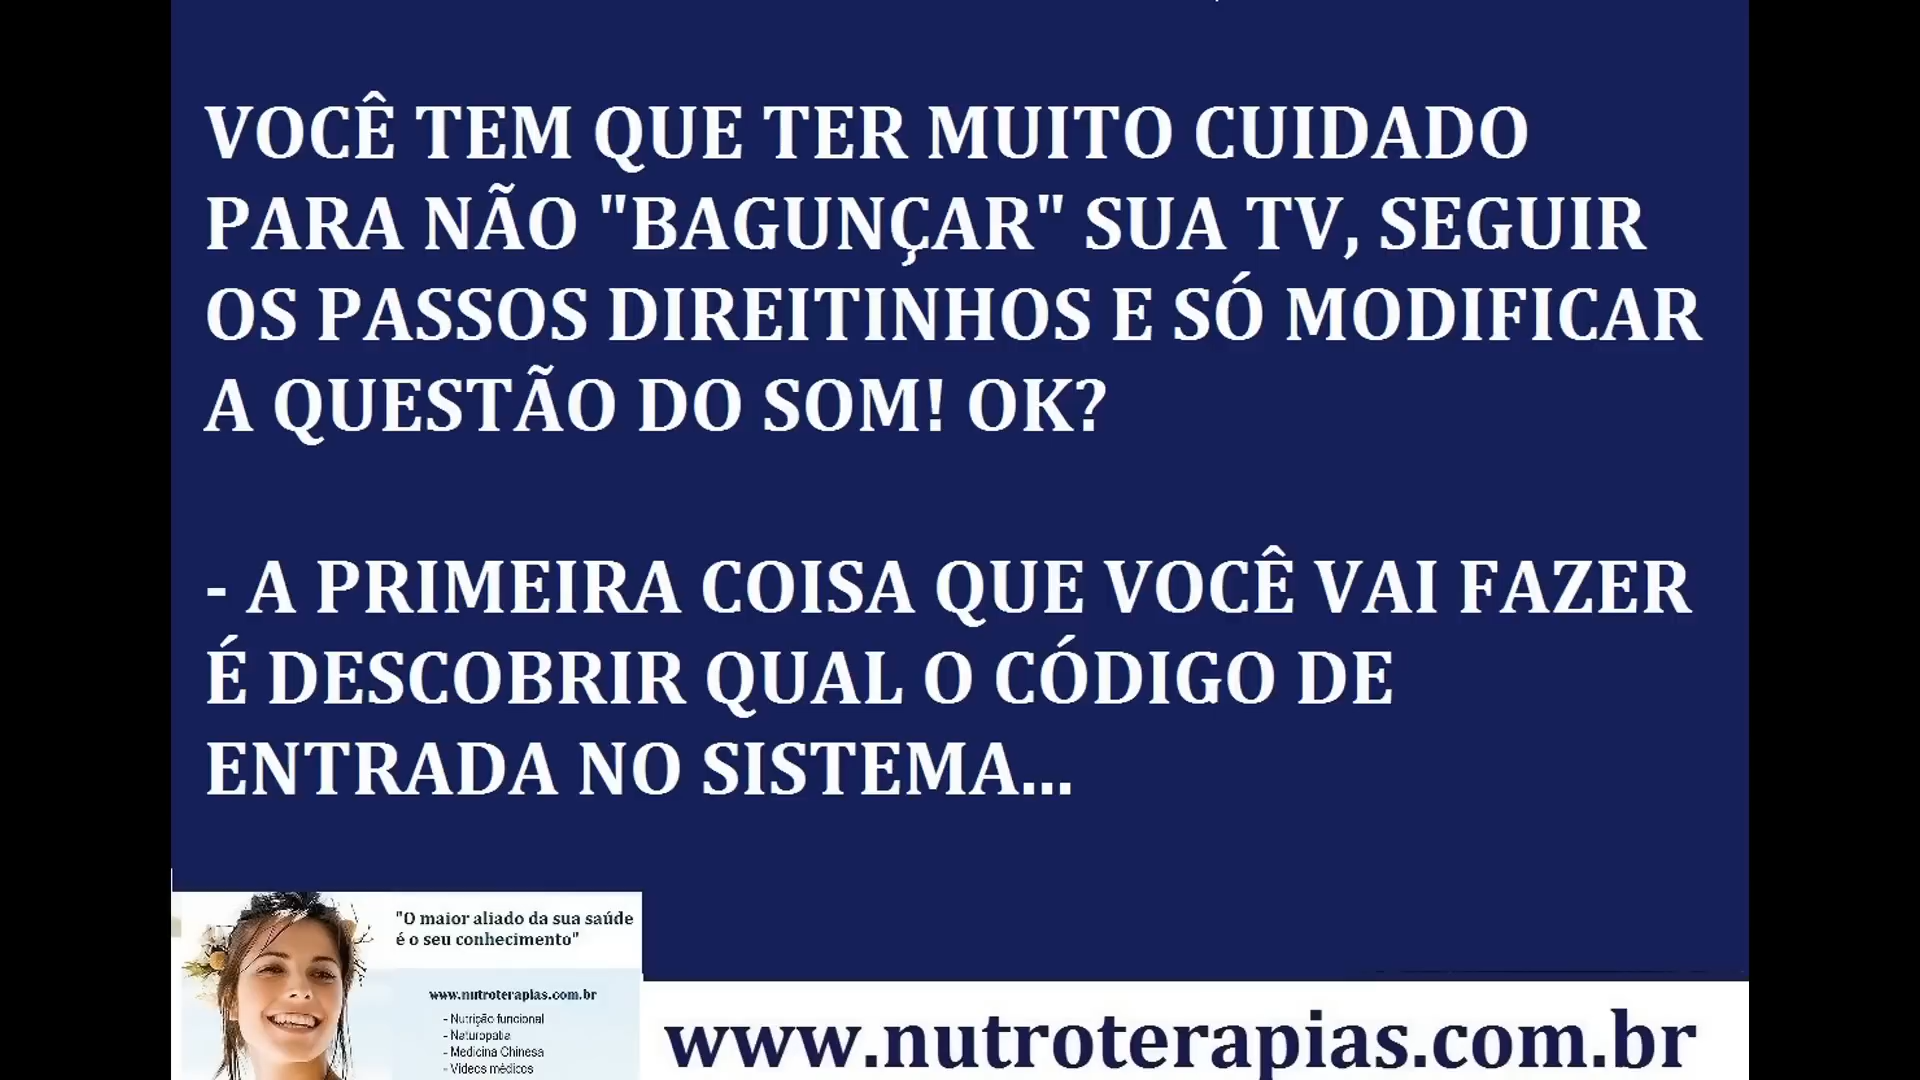 VOCÊ TEM QUE TER MUITO CUIDADO
PARA NÃO "BAGUNÇAR" SUA TV, SEGUIR
OS PASSOS DIREITINHOS E SÓ MODIFICAR
A QUESTÃO DO SOM! OK?
- A PRIMEIRA COISA QUE VOCÊ VAI FAZER
É DESCOBRIR QUAL O CÓDIGO DE
ENTRADA NO SISTEMA...
"O maior aliado da sua saúde
é o seu conhecimento"
www.nutroterapias.com.br
- Nutrição funcional
- Naturopatia
- Medicina Chinesa
- Vídeos médicos
www.nutroterapias.com.br